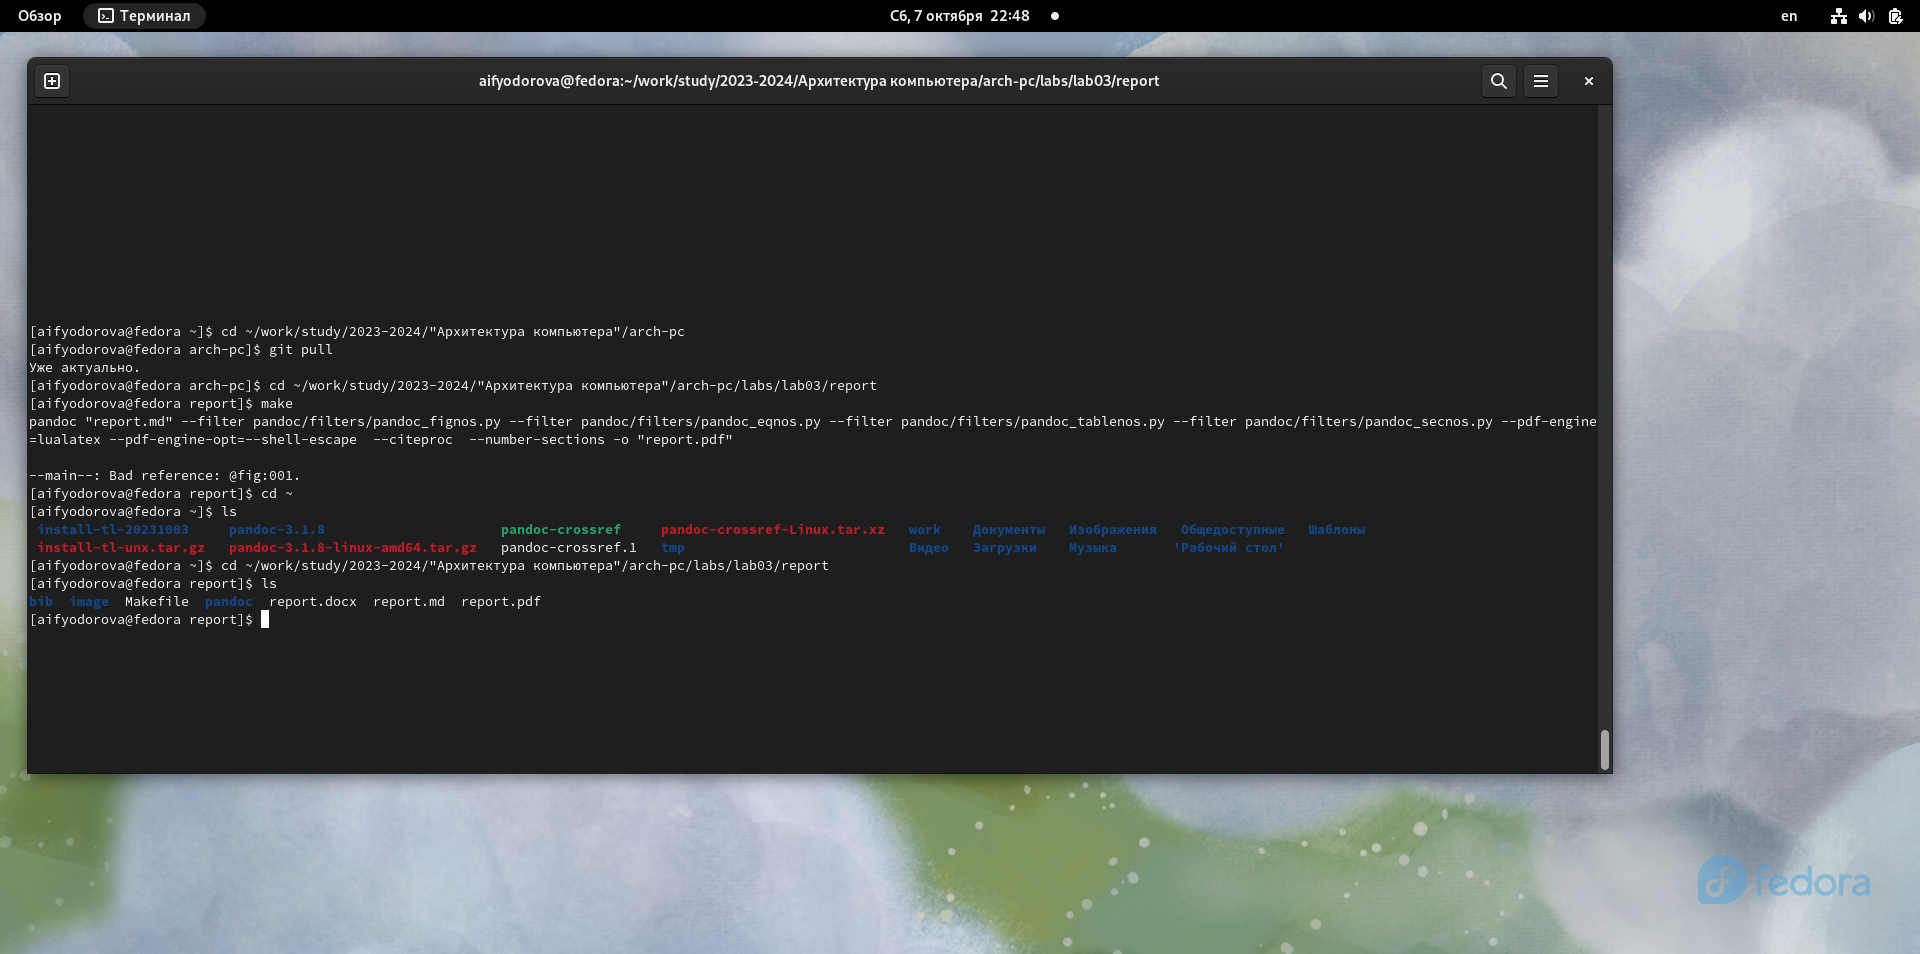 Обзор Терминал Сб, 7 октября 22:48 en
aifyodorova@fedora:~/work/study/2023-2024/Архитектура компьютера/arch-pc/labs/lab03/report
[aifyodorova@fedora ~]$ cd ~/work/study/2023-2024/"Архитектура компьютера"/arch-pc
[aifyodorova@fedora arch-pc]$ git pull
Уже актуально.
[aifyodorova@fedora arch-pc]$ cd ~/work/study/2023-2024/"Архитектура компьютера"/arch-pc/labs/lab03/report
[aifyodorova@fedora report]$ make
pandoc "report.md" --filter pandoc/filters/pandoc_fignos.py --filter pandoc/filters/pandoc_eqnos.py --filter pandoc/filters/pandoc_tablenos.py --filter pandoc/filters/pandoc_secnos.py --pdf-engine
=lualatex --pdf-engine-opt=--shell-escape  --citeproc  --number-sections -o "report.pdf"
--main--: Bad reference: @fig:001.
[aifyodorova@fedora report]$ cd ~
[aifyodorova@fedora ~]$ ls
install-tl-20231003 pandoc-3.1.8 pandoc-crossref pandoc-crossref-Linux.tar.xz work Документы Изображения Общедоступные Шаблоны
install-tl-unx.tar.gz pandoc-3.1.8-linux-amd64.tar.gz pandoc-crossref.1 tmp Видео Загрузки Музыка 'Рабочий стол'
[aifyodorova@fedora ~]$ cd ~/work/study/2023-2024/"Архитектура компьютера"/arch-pc/labs/lab03/report
[aifyodorova@fedora report]$ ls
bib image Makefile pandoc report.docx report.md report.pdf
[aifyodorova@fedora report]$
fedora